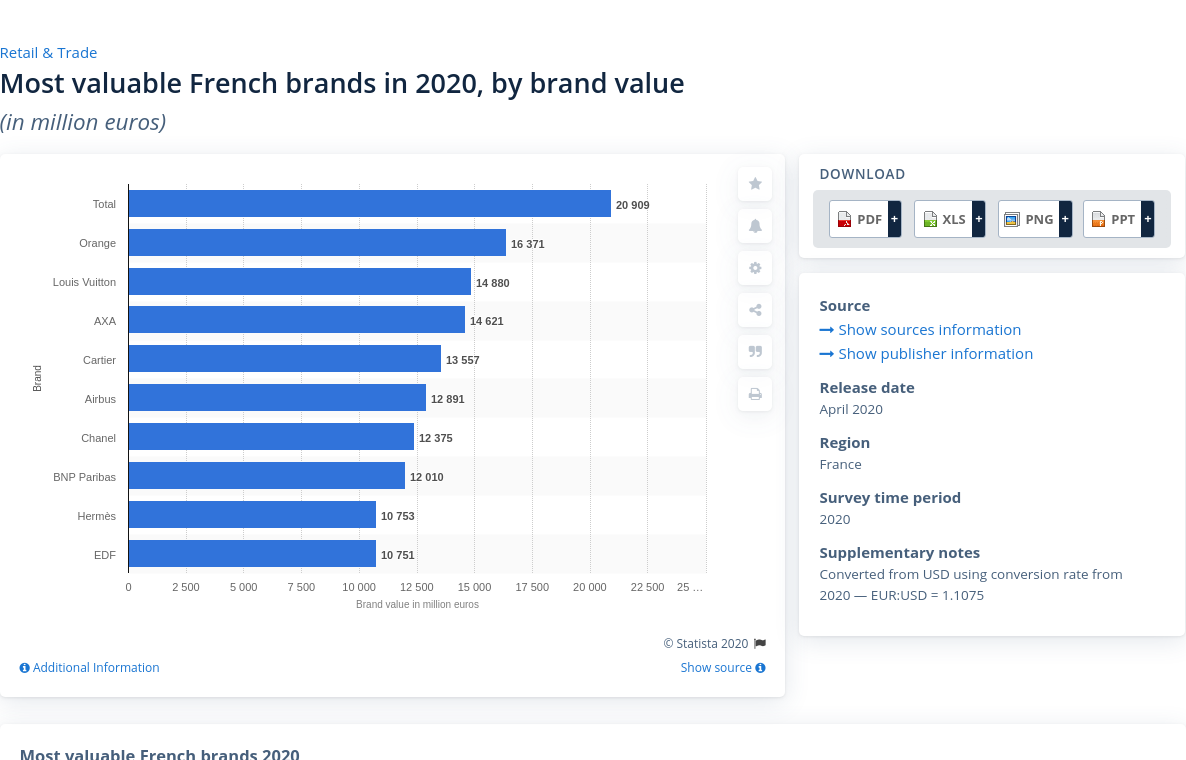 Retail & Trade
Most valuable French brands in 2020, by brand value
(in million euros)
Brand
Total 20 909
Orange 16 371
Louis Vuitton 14 880
AXA 14 621
Cartier 13 557
Airbus 12 891
Chanel 12 375
BNP Paribas 12 010
Hermès 10 753
EDF 10 751
0 2 500 5 000 7 500 10 000 12 500 15 000 17 500 20 000 22 500 25 …
Brand value in million euros
© Statista 2020
Additional Information
Show source
DOWNLOAD
PDF + XLS + PNG + PPT +
Source
Show sources information
Show publisher information
Release date
April 2020
Region
France
Survey time period
2020
Supplementary notes
Converted from USD using conversion rate from
2020 — EUR:USD = 1.1075
Most valuable French brands 2020